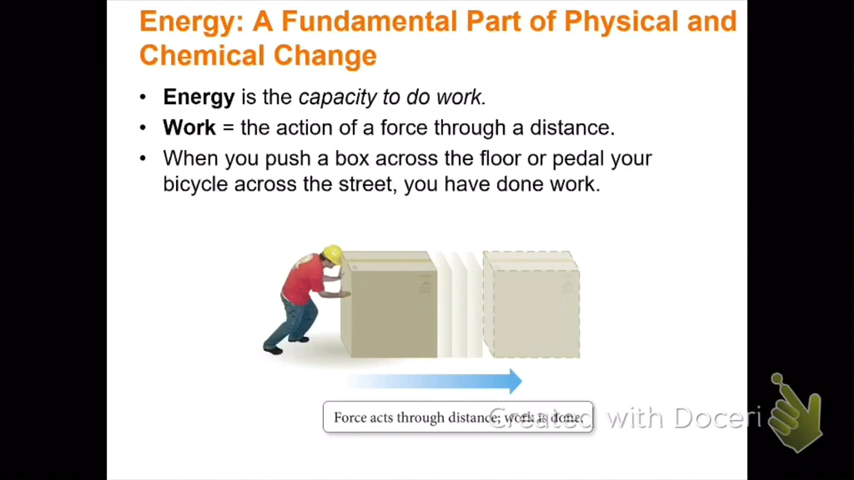 Energy: A Fundamental Part of Physical and
Chemical Change
• Energy is the capacity to do work.
• Work = the action of a force through a distance.
• When you push a box across the floor or pedal your
bicycle across the street, you have done work.
Force acts through distance; work is done.
Created with Doceri